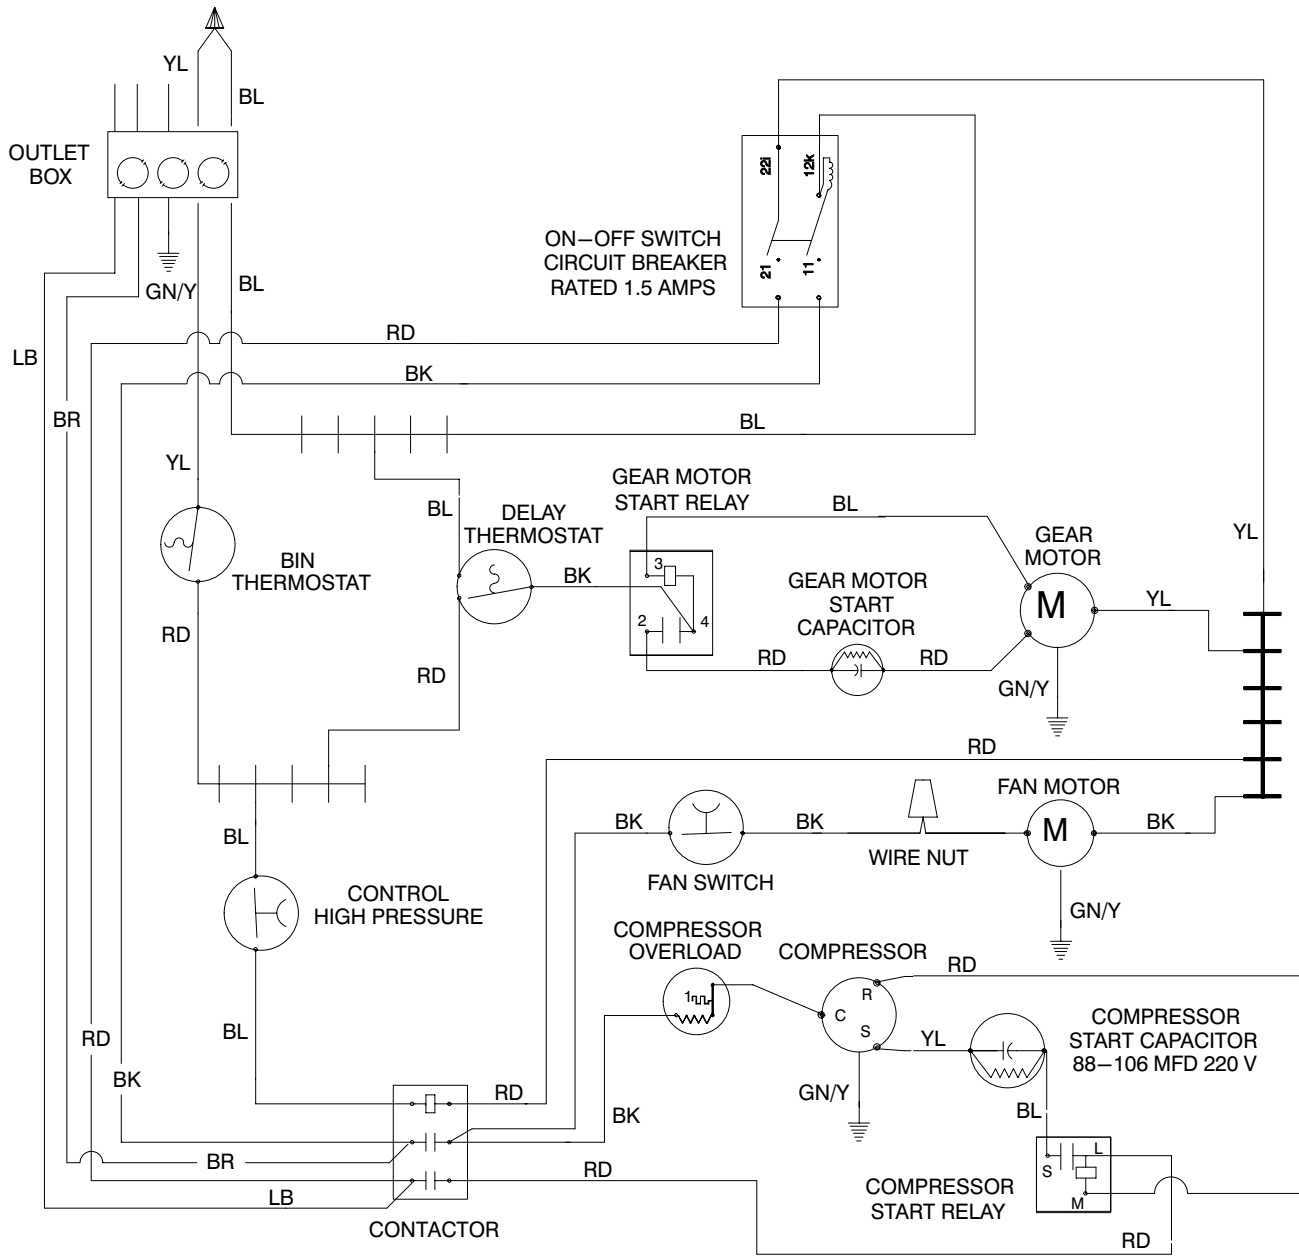 YL
BL
OUTLET
BOX
22i
12k
21
11
ON–OFF SWITCH
CIRCUIT BREAKER
RATED 1.5 AMPS
GN/Y
BL
RD
LB
BK
BR
BL
YL
GEAR MOTOR
START RELAY
BL
BL
DELAY
THERMOSTAT
YL
GEAR
MOTOR
BIN
THERMOSTAT
BK
3
GEAR MOTOR
START
CAPACITOR
M
YL
2
4
RD
RD
RD
RD
GN/Y
RD
FAN MOTOR
BL
BK
BK
M
BK
WIRE NUT
FAN SWITCH
CONTROL
HIGH PRESSURE
GN/Y
COMPRESSOR
OVERLOAD
COMPRESSOR
RD
1
R
C
S
BL
RD
YL
COMPRESSOR
START CAPACITOR
88–106 MFD 220 V
BK
RD
GN/Y
BK
BL
L
S
M
BR
RD
LB
COMPRESSOR
START RELAY
CONTACTOR
RD